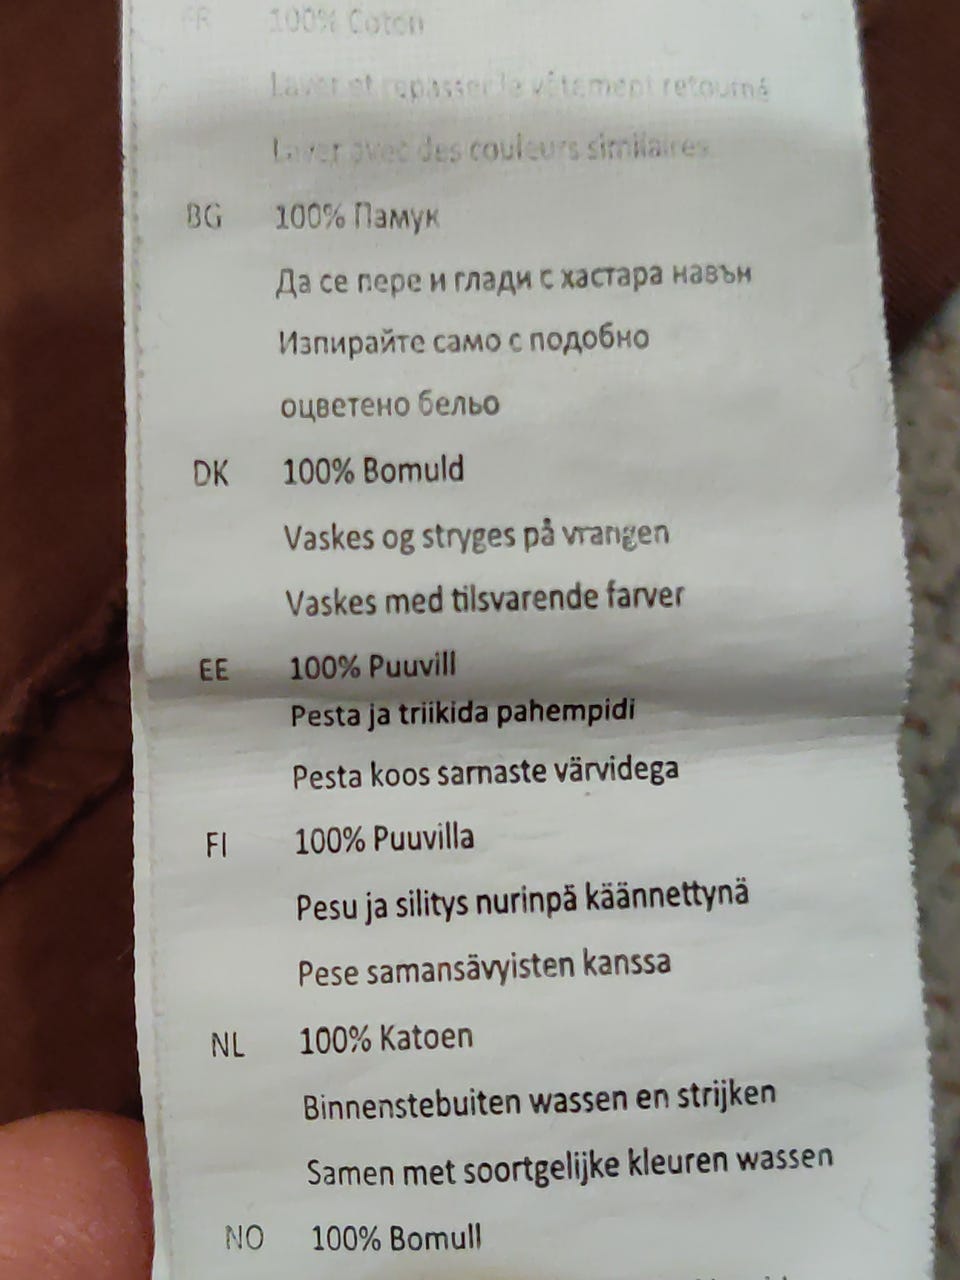 FR 100% Coton
Laver et repasser le vêtement retourné
Laver avec des couleurs similaires
BG 100% Памук
Да се пере и глади с хастара навън
Изпирайте само с подобно
оцветено бельо
DK 100% Bomuld
Vaskes og stryges på vrangen
Vaskes med tilsvarende farver
EE 100% Puuvill
Pesta ja triikida pahempidi
Pesta koos sarnaste värvidega
FI 100% Puuvilla
Pesu ja silitys nurinpä käännettynä
Pese samansävyisten kanssa
NL 100% Katoen
Binnenstebuiten wassen en strijken
Samen met soortgelijke kleuren wassen
NO 100% Bomull